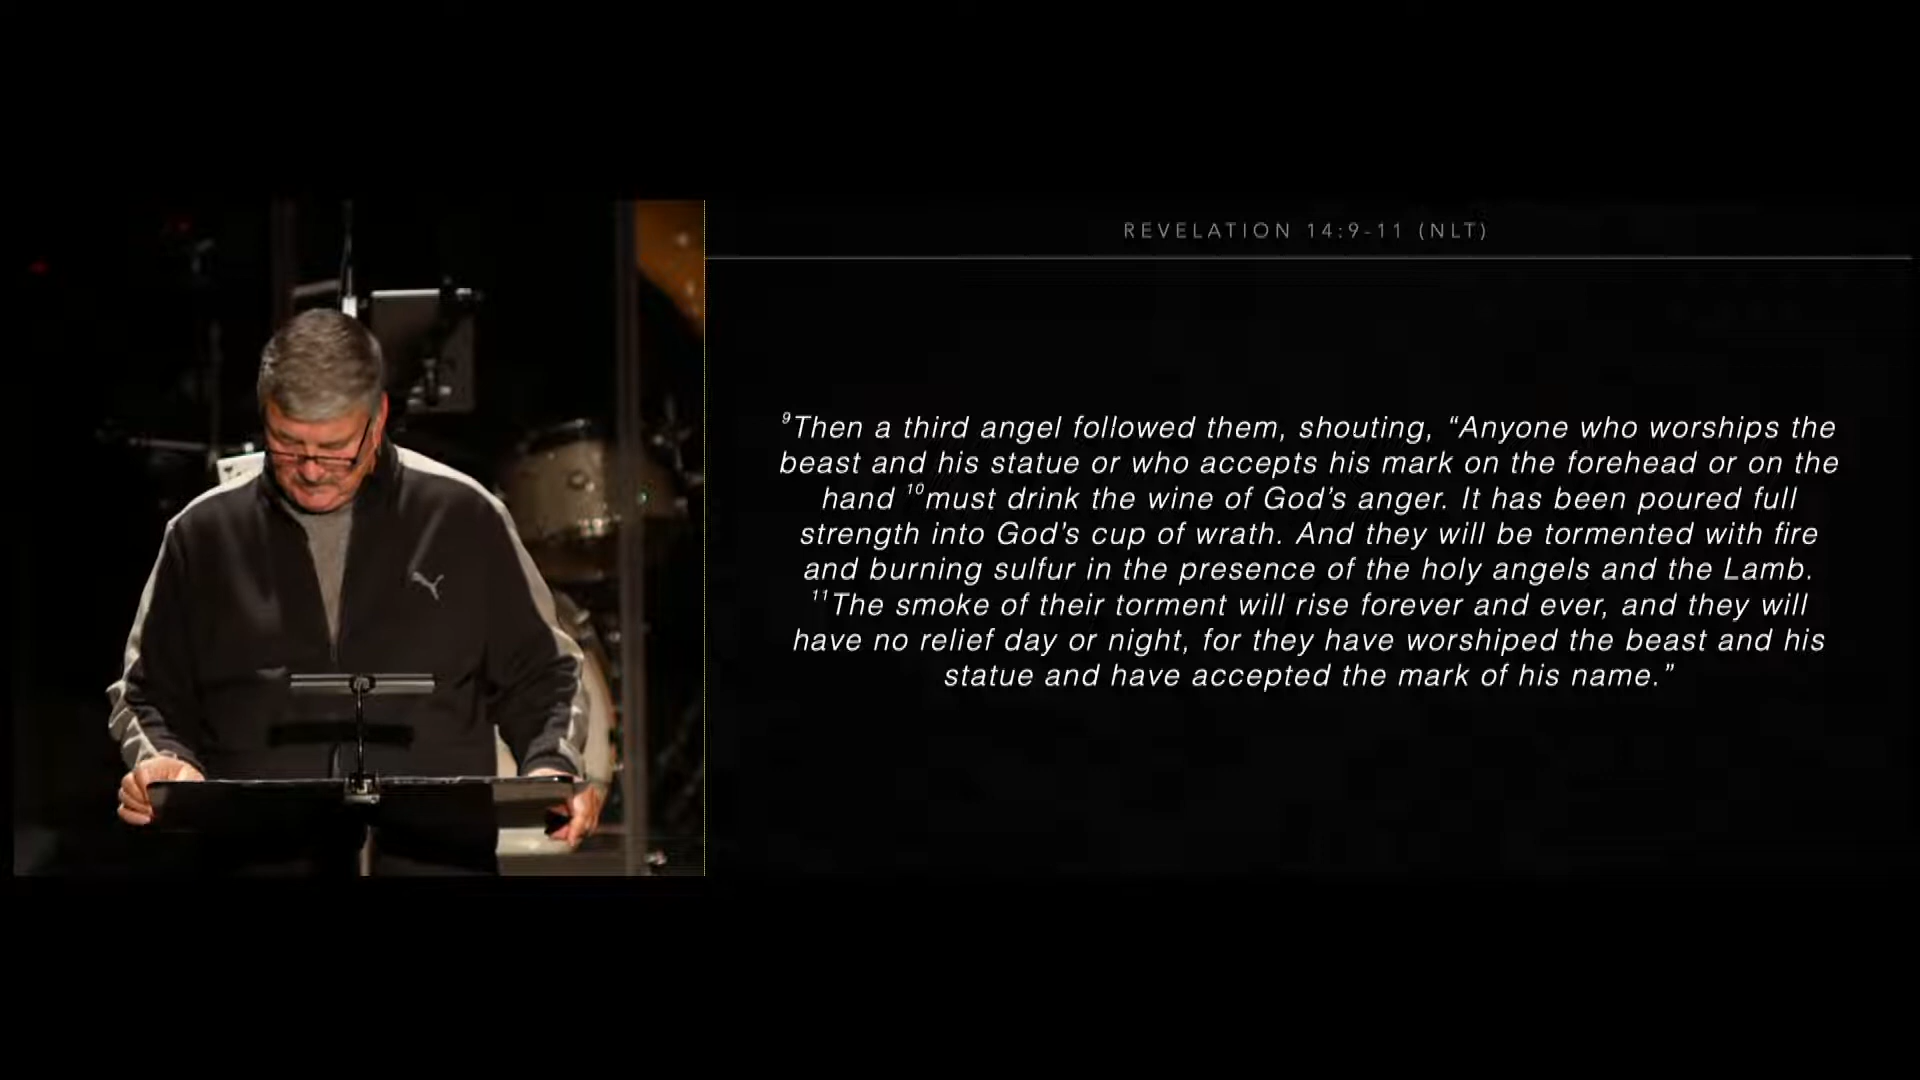 REVELATION 14:9-11 (NLT)
⁹Then a third angel followed them, shouting, “Anyone who worships the
beast and his statue or who accepts his mark on the forehead or on the
hand ¹⁰must drink the wine of God’s anger. It has been poured full
strength into God’s cup of wrath. And they will be tormented with fire
and burning sulfur in the presence of the holy angels and the Lamb.
¹¹The smoke of their torment will rise forever and ever, and they will
have no relief day or night, for they have worshiped the beast and his
statue and have accepted the mark of his name.”